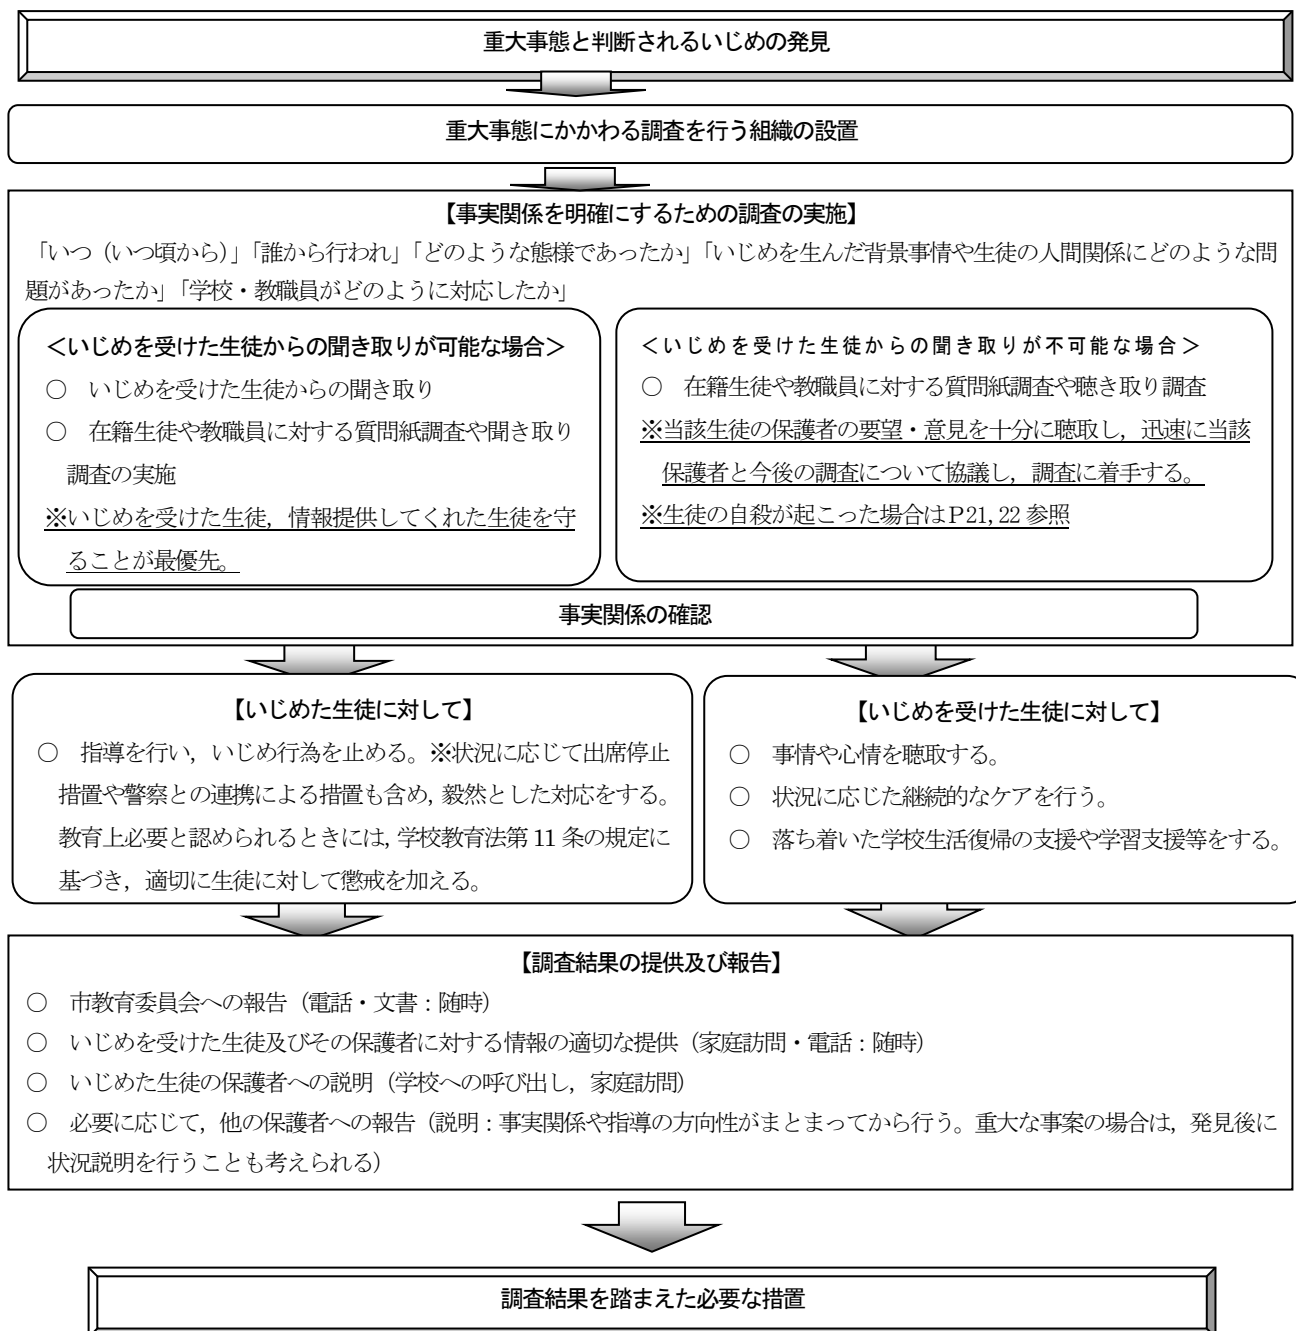 重大事態と判断されるいじめの発見
重大事態にかかわる調査を行う組織の設置
【事実関係を明確にするための調査の実施】
「いつ（いつ頃から）」「誰から行われ」「どのような態様であったか」「いじめを生んだ背景事情や生徒の人間関係にどのような問
題があったか」「学校・教職員がどのように対応したか」
＜いじめを受けた生徒からの聞き取りが可能な場合＞
○　いじめを受けた生徒からの聞き取り
○　在籍生徒や教職員に対する質問紙調査や聞き取り
調査の実施
※いじめを受けた生徒，情報提供してくれた生徒を守
ることが最優先。
＜いじめを受けた生徒からの聞き取りが不可能な場合＞
○　在籍生徒や教職員に対する質問紙調査や聴き取り調査
※当該生徒の保護者の要望・意見を十分に聴取し，迅速に当該
保護者と今後の調査について協議し，調査に着手する。
※生徒の自殺が起こった場合はP21, 22 参照
事実関係の確認
【いじめた生徒に対して】
○　指導を行い，いじめ行為を止める。※状況に応じて出席停止
措置や警察との連携による措置も含め，毅然とした対応をする。
教育上必要と認められるときには，学校教育法第 11 条の規定に
基づき，適切に生徒に対して懲戒を加える。
【いじめを受けた生徒に対して】
○　事情や心情を聴取する。
○　状況に応じた継続的なケアを行う。
○　落ち着いた学校生活復帰の支援や学習支援等をする。
【調査結果の提供及び報告】
○　市教育委員会への報告（電話・文書：随時）
○　いじめを受けた生徒及びその保護者に対する情報の適切な提供（家庭訪問・電話：随時）
○　いじめた生徒の保護者への説明（学校への呼び出し，家庭訪問）
○　必要に応じて，他の保護者への報告（説明：事実関係や指導の方向性がまとまってから行う。重大な事案の場合は，発見後に
状況説明を行うことも考えられる）
調査結果を踏まえた必要な措置